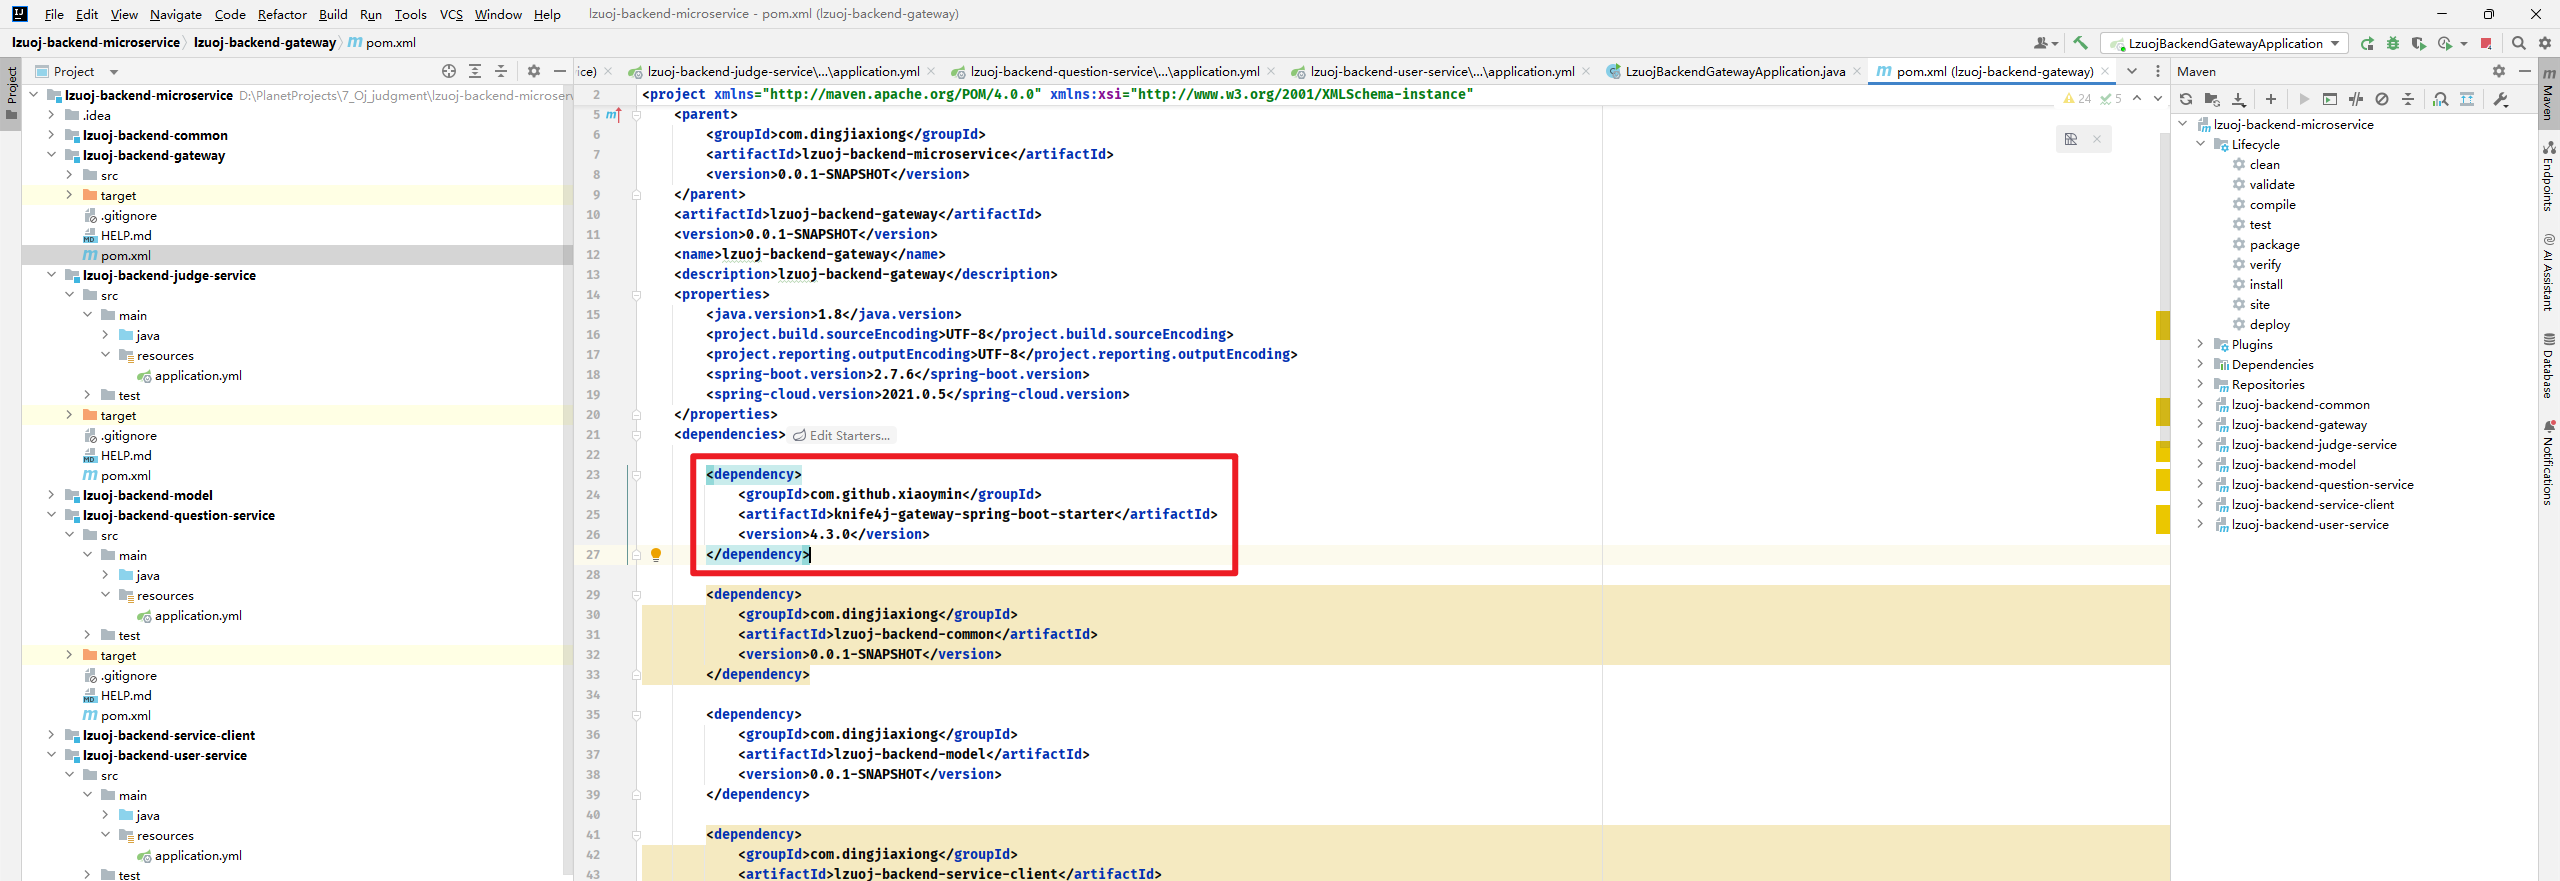 File Edit View Navigate Code Refactor Build Run Tools VCS Window Help lzuoj-backend-microservice - pom.xml (lzuoj-backend-gateway)
lzuoj-backend-microservice lzuoj-backend-gateway pom.xml
LzuojBackendGatewayApplication
Project
ice) lzuoj-backend-judge-service\...\application.yml lzuoj-backend-question-service\...\application.yml lzuoj-backend-user-service\...\application.yml LzuojBackendGatewayApplication.java pom.xml (lzuoj-backend-gateway)
Maven
Project
lzuoj-backend-microservice D:\PlanetProjects\7_Oj_judgment\lzuoj-backend-microserv
.idea
lzuoj-backend-common
lzuoj-backend-gateway
src
target
.gitignore
HELP.md
pom.xml
lzuoj-backend-judge-service
src
main
java
resources
application.yml
test
target
.gitignore
HELP.md
pom.xml
lzuoj-backend-model
lzuoj-backend-question-service
src
main
java
resources
application.yml
test
target
.gitignore
HELP.md
pom.xml
lzuoj-backend-service-client
lzuoj-backend-user-service
src
main
java
resources
application.yml
test
2 <project xmlns="http://maven.apache.org/POM/4.0.0" xmlns:xsi="http://www.w3.org/2001/XMLSchema-instance"
24 5
5 <parent>
6 <groupId>com.dingjiaxiong</groupId>
7 <artifactId>lzuoj-backend-microservice</artifactId>
8 <version>0.0.1-SNAPSHOT</version>
9 </parent>
10 <artifactId>lzuoj-backend-gateway</artifactId>
11 <version>0.0.1-SNAPSHOT</version>
12 <name>lzuoj-backend-gateway</name>
13 <description>lzuoj-backend-gateway</description>
14 <properties>
15 <java.version>1.8</java.version>
16 <project.build.sourceEncoding>UTF-8</project.build.sourceEncoding>
17 <project.reporting.outputEncoding>UTF-8</project.reporting.outputEncoding>
18 <spring-boot.version>2.7.6</spring-boot.version>
19 <spring-cloud.version>2021.0.5</spring-cloud.version>
20 </properties>
21 <dependencies> Edit Starters...
22
23 <dependency>
24 <groupId>com.github.xiaoymin</groupId>
25 <artifactId>knife4j-gateway-spring-boot-starter</artifactId>
26 <version>4.3.0</version>
27 </dependency>
28
29 <dependency>
30 <groupId>com.dingjiaxiong</groupId>
31 <artifactId>lzuoj-backend-common</artifactId>
32 <version>0.0.1-SNAPSHOT</version>
33 </dependency>
34
35 <dependency>
36 <groupId>com.dingjiaxiong</groupId>
37 <artifactId>lzuoj-backend-model</artifactId>
38 <version>0.0.1-SNAPSHOT</version>
39 </dependency>
40
41 <dependency>
42 <groupId>com.dingjiaxiong</groupId>
43 <artifactId>lzuoj-backend-service-client</artifactId>
lzuoj-backend-microservice
Lifecycle
clean
validate
compile
test
package
verify
install
site
deploy
Plugins
Dependencies
Repositories
lzuoj-backend-common
lzuoj-backend-gateway
lzuoj-backend-judge-service
lzuoj-backend-model
lzuoj-backend-question-service
lzuoj-backend-service-client
lzuoj-backend-user-service
Maven
Endpoints
AI Assistant
Database
Notifications